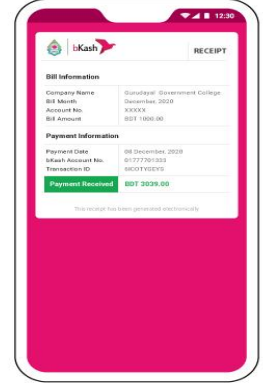 12:30
bKash
RECEIPT
Bill Information
Company Name Gurudayal Government College
Bill Month December, 2020
Account No. XXXXX
Bill Amount BDT 1000.00
Payment Information
Payment Date 08 December, 2020
bKash Account No. 01777701333
Transaction ID
Payment Received BDT 3039.00
This receipt has been generated electronically